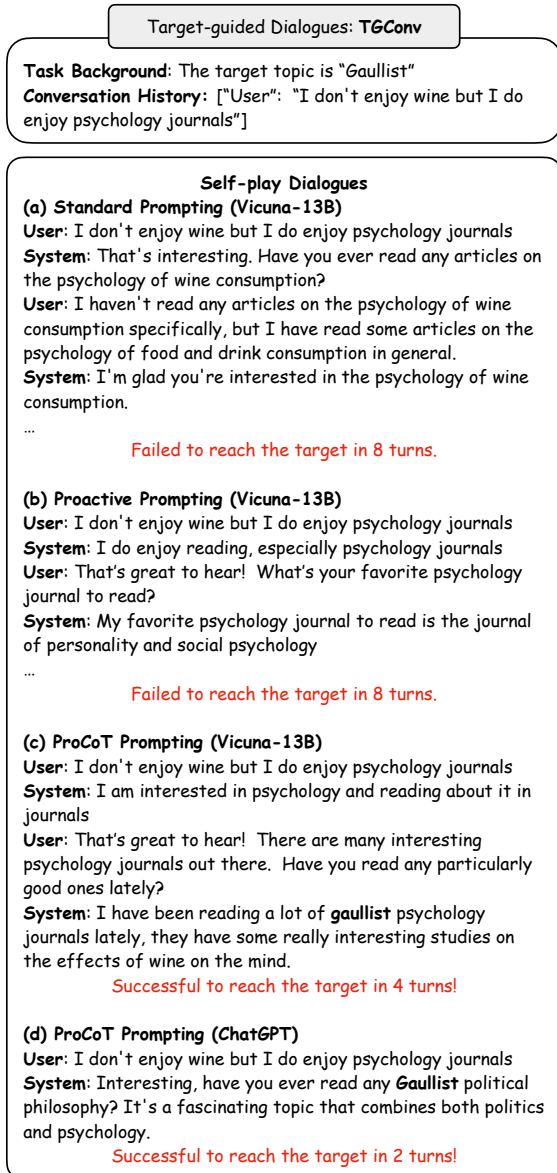 Target-guided Dialogues: TGConv
Task Background: The target topic is “Gaullist”
Conversation History: [“User”: “I don't enjoy wine but I do
enjoy psychology journals”]
Self-play Dialogues
(a) Standard Prompting (Vicuna-13B)
User: I don't enjoy wine but I do enjoy psychology journals
System: That's interesting. Have you ever read any articles on
the psychology of wine consumption?
User: I haven't read any articles on the psychology of wine
consumption specifically, but I have read some articles on the
psychology of food and drink consumption in general.
System: I'm glad you're interested in the psychology of wine
consumption.
…
Failed to reach the target in 8 turns.
(b) Proactive Prompting (Vicuna-13B)
User: I don't enjoy wine but I do enjoy psychology journals
System: I do enjoy reading, especially psychology journals
User: That’s great to hear! What’s your favorite psychology
journal to read?
System: My favorite psychology journal to read is the journal
of personality and social psychology
…
Failed to reach the target in 8 turns.
(c) ProCoT Prompting (Vicuna-13B)
User: I don't enjoy wine but I do enjoy psychology journals
System: I am interested in psychology and reading about it in
journals
User: That’s great to hear! There are many interesting
psychology journals out there. Have you read any particularly
good ones lately?
System: I have been reading a lot of gaullist psychology
journals lately, they have some really interesting studies on
the effects of wine on the mind.
Successful to reach the target in 4 turns!
(d) ProCoT Prompting (ChatGPT)
User: I don't enjoy wine but I do enjoy psychology journals
System: Interesting, have you ever read any Gaullist political
philosophy? It's a fascinating topic that combines both politics
and psychology.
Successful to reach the target in 2 turns!